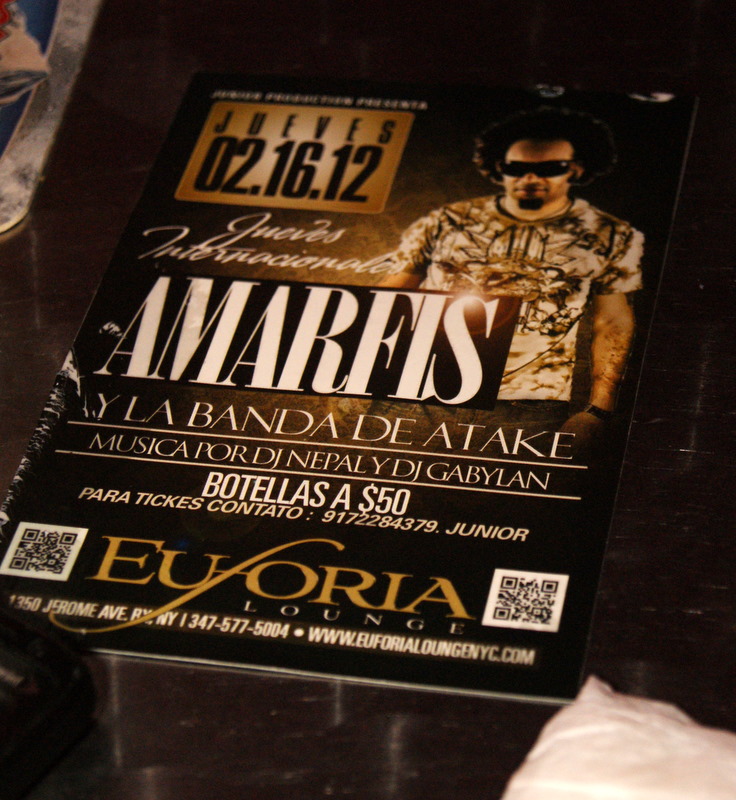 JUNIOR PRODUCTION PRESENTA
JUEVES
02.16.12
Jueves
Internacionales
AMARFIS
Y LA BANDA DE ATAKE
MUSICA POR DJ NEPAL Y DJ GABYLAN
BOTELLAS A $50
PARA TICKES CONTATO : 9172284379. JUNIOR
EUFORIA
LOUNGE
1350 JEROME AVE. BX, NY | 347-577-5004 • WWW.EUFORIALOUNGENYC.COM